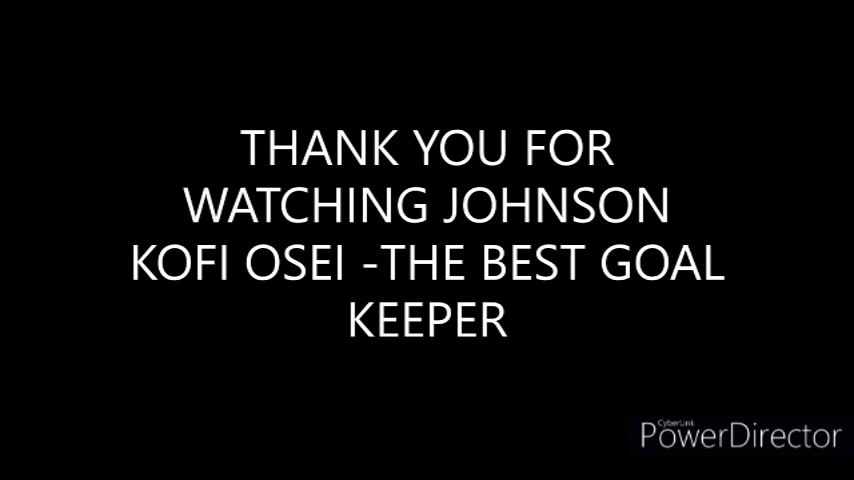 THANK YOU FOR
WATCHING JOHNSON
KOFI OSEI -THE BEST GOAL
KEEPER
CyberLink
PowerDirector